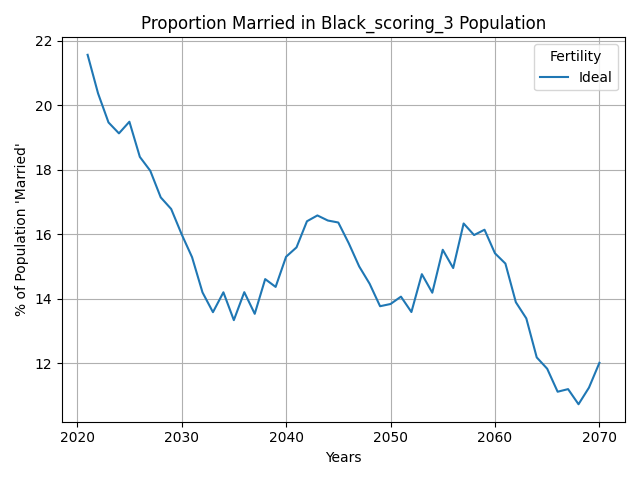 Proportion Married in Black_scoring_3 Population
Fertility
Ideal
% of Population 'Married'
22
20
18
16
14
12
2020
2030
2040
2050
2060
2070
Years